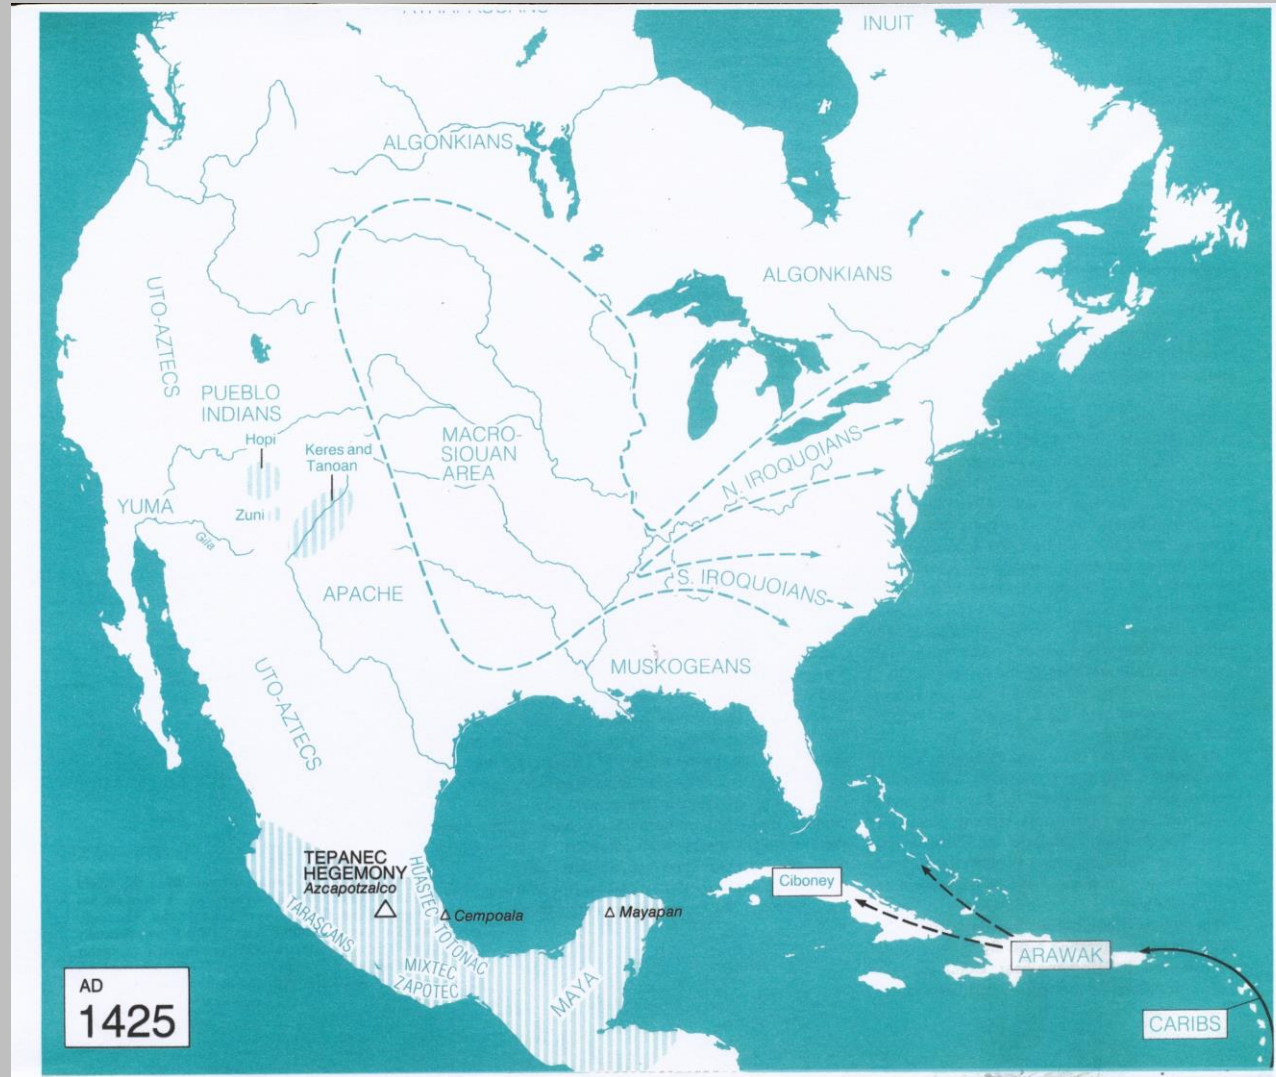 INUIT
ALGONKIANS
ALGONKIANS
UTO-AZTECS
PUEBLO
INDIANS
Hopi
Keres and
Tanoan
MACRO-
SIOUAN
AREA
N. IROQUOIANS
YUMA
Zuni
Gila
APACHE
S. IROQUOIANS
MUSKOGEANS
UTO-AZTECS
TEPANEC
HEGEMONY
Azcapotzalco
HUASTEC
TOTONAC
Cempoala
Mayapan
Ciboney
TARASCANS
MIXTEC
ZAPOTEC
MAYA
ARAWAK
CARIBS
AD
1425